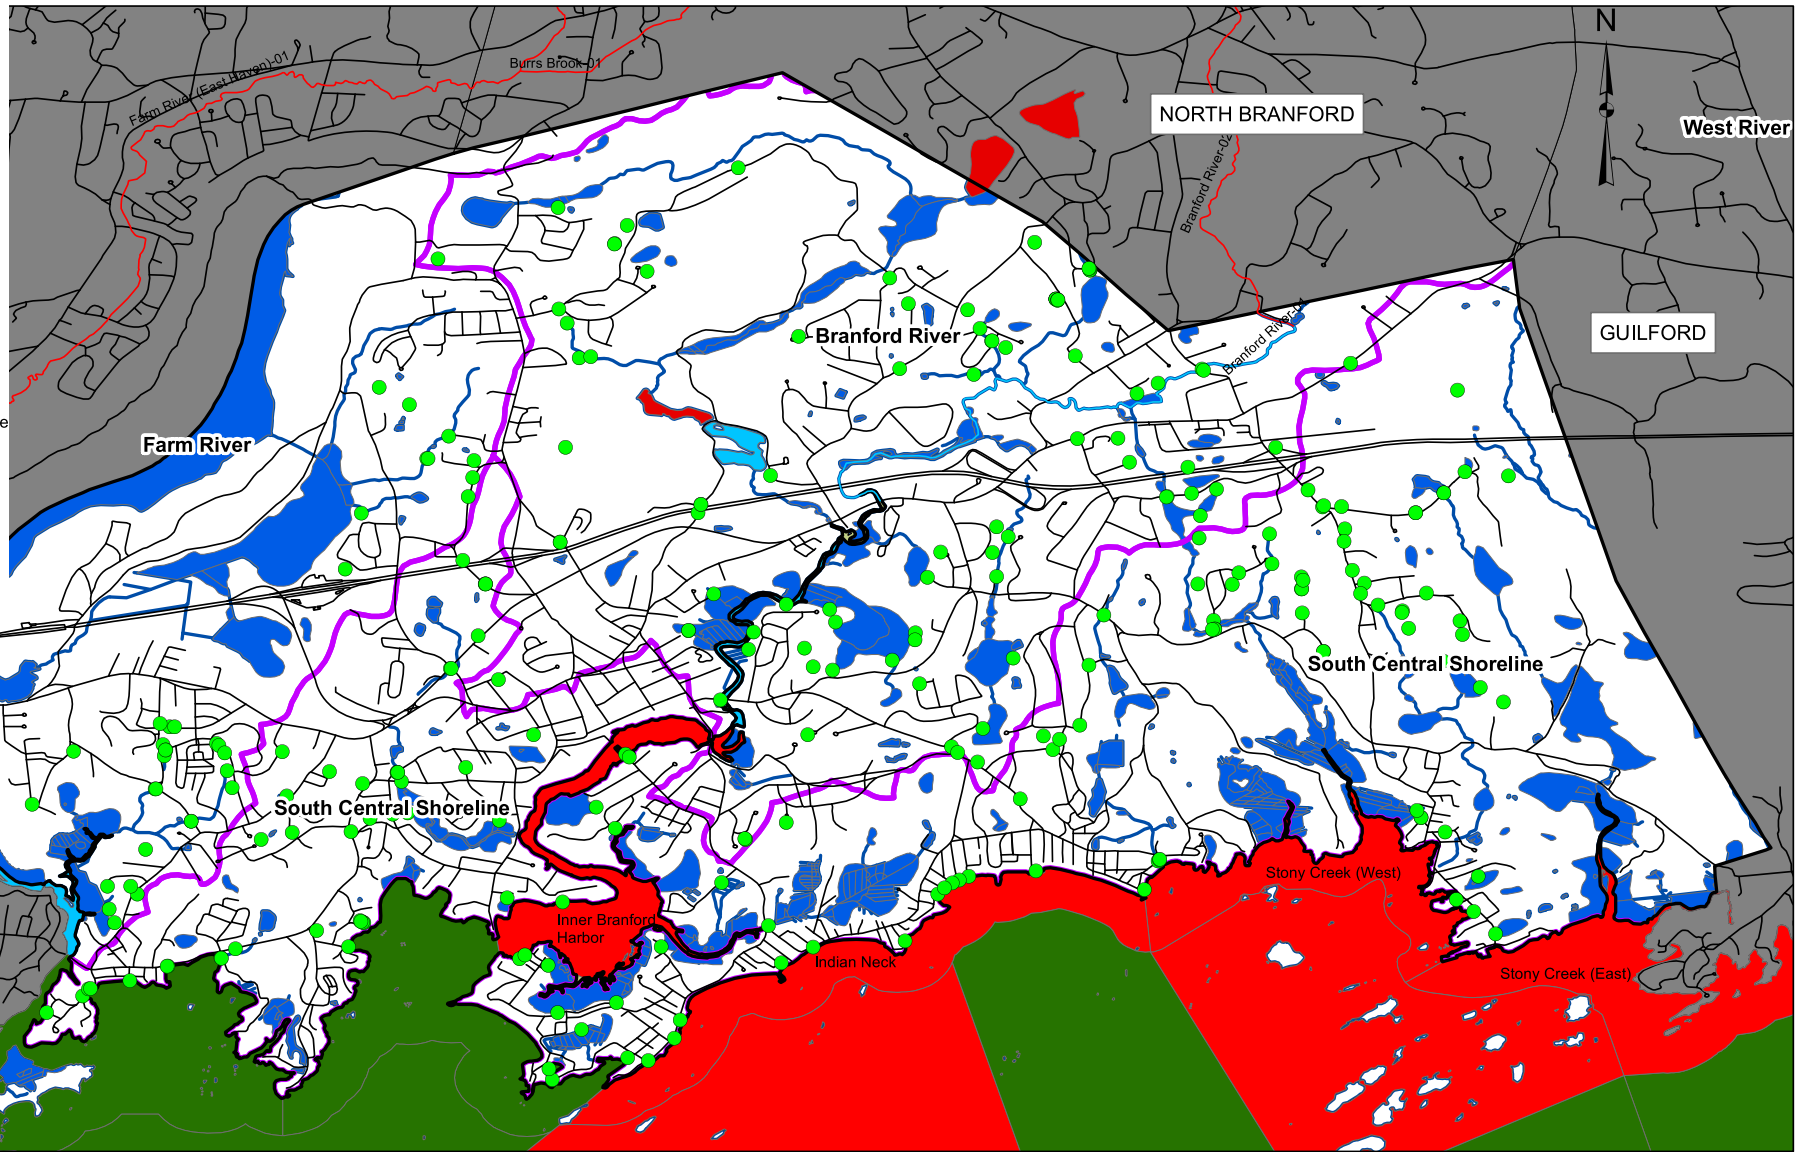 N
Burrs Brook-01
Farm River (East Haven)-01
NORTH BRANFORD
West River
Branford River-02
GUILFORD
Branford River
Branford River-01
e
Farm River
South Central Shoreline
South Central Shoreline
Stony Creek (West)
Inner Branford
Harbor
Indian Neck
Stony Creek (East)